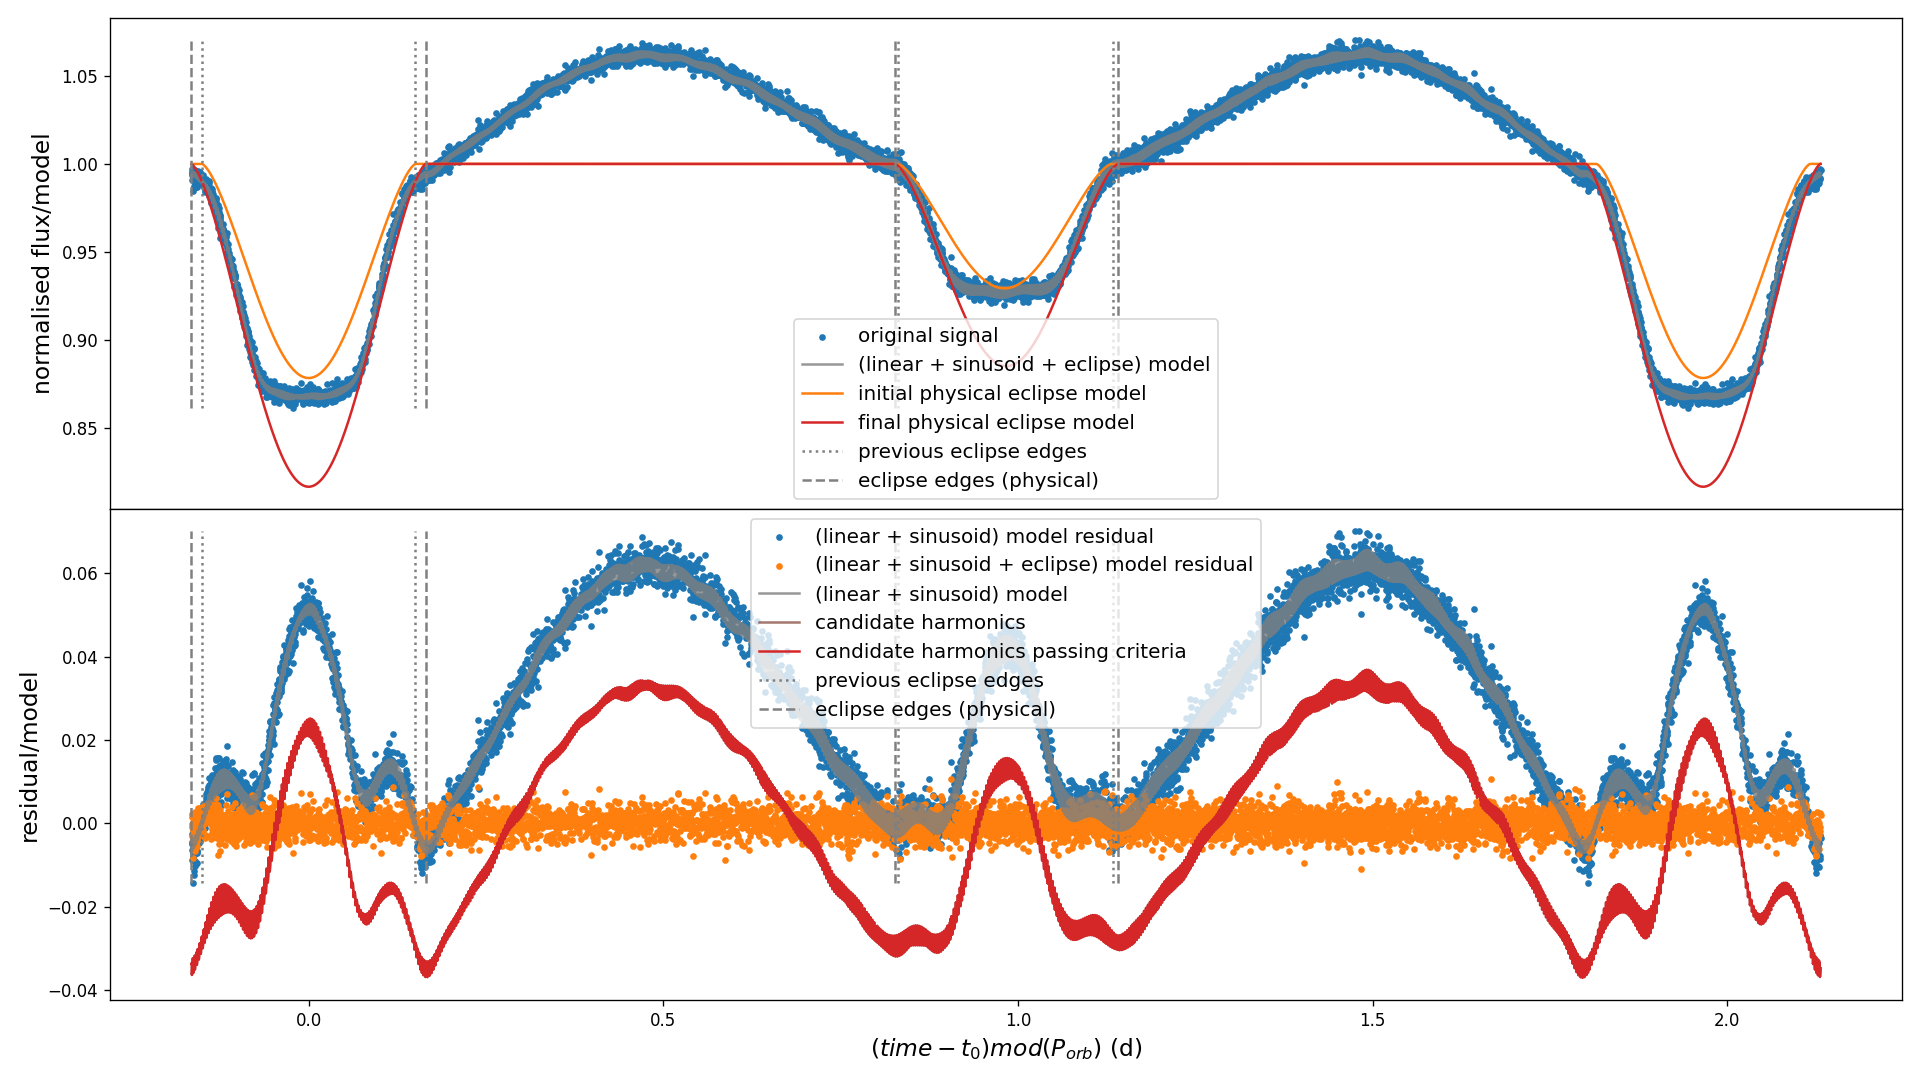 normalised flux/model
1.05
1.00
0.95
0.90
0.85
original signal
(linear + sinusoid + eclipse) model
initial physical eclipse model
final physical eclipse model
previous eclipse edges
eclipse edges (physical)
residual/model
0.06
0.04
0.02
0.00
−0.02
−0.04
(linear + sinusoid) model residual
(linear + sinusoid + eclipse) model residual
(linear + sinusoid) model
candidate harmonics
candidate harmonics passing criteria
previous eclipse edges
eclipse edges (physical)
0.0 0.5 1.0 1.5 2.0
(time − t₀)mod(P_orb) (d)